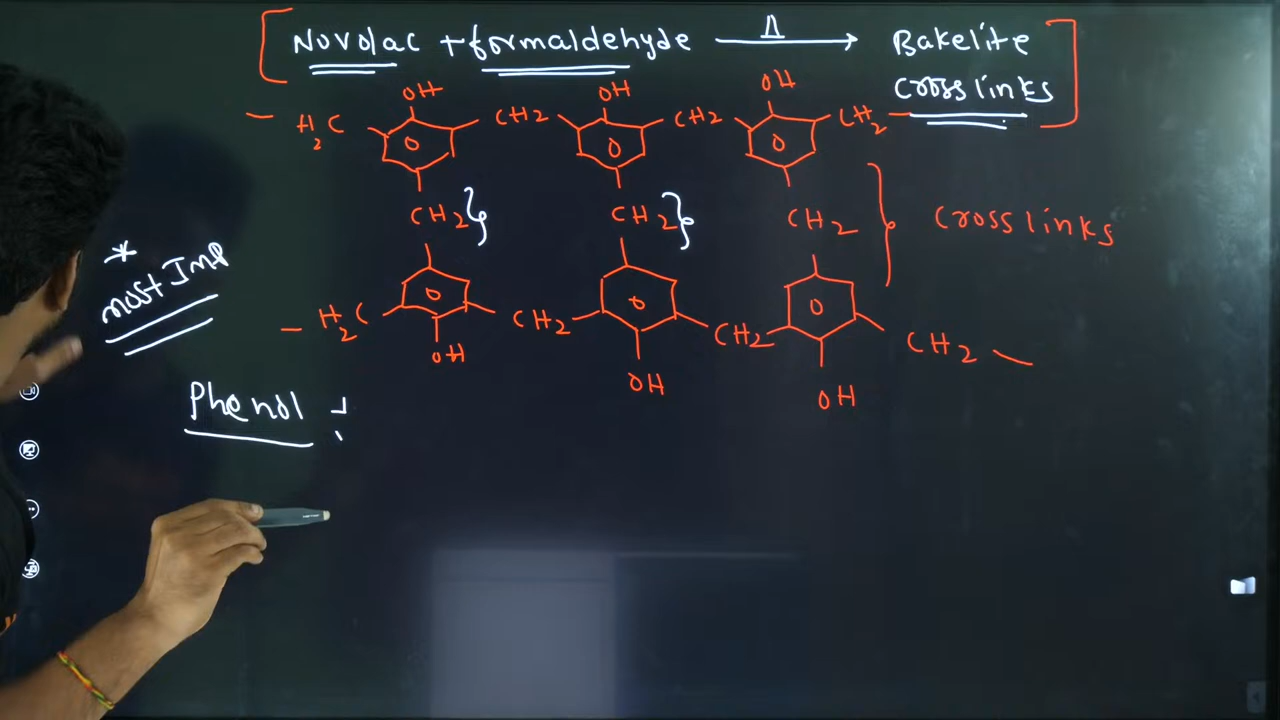 [Novolac + formaldehyde —Δ→ Bakelite
cross links]
OH OH OH
— H2C CH2 CH2 CH2 —
CH2 } CH2 } CH2 } Cross links
* most Imp
— H2C CH2 CH2 CH2 —
OH OH OH
Phenol :-